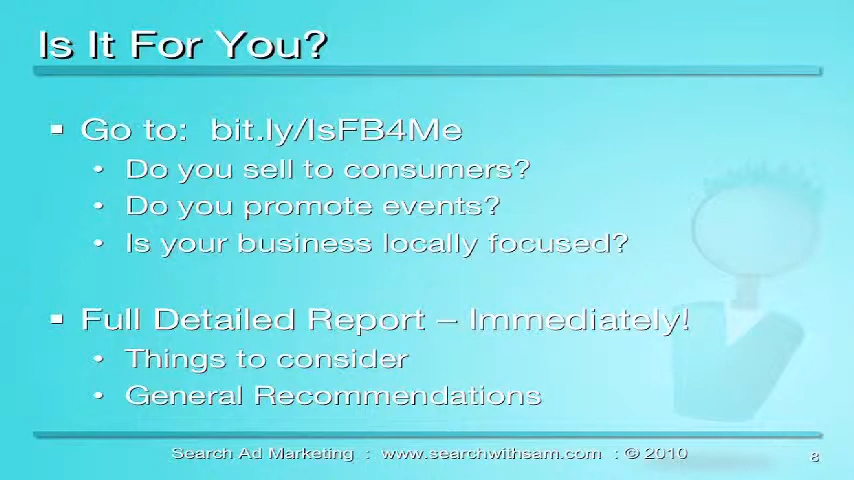 Is It For You?
Go to: bit.ly/IsFB4Me
• Do you sell to consumers?
• Do you promote events?
• Is your business locally focused?
Full Detailed Report – Immediately!
• Things to consider
• General Recommendations
Search Ad Marketing : www.searchwithsam.com : © 2010
8